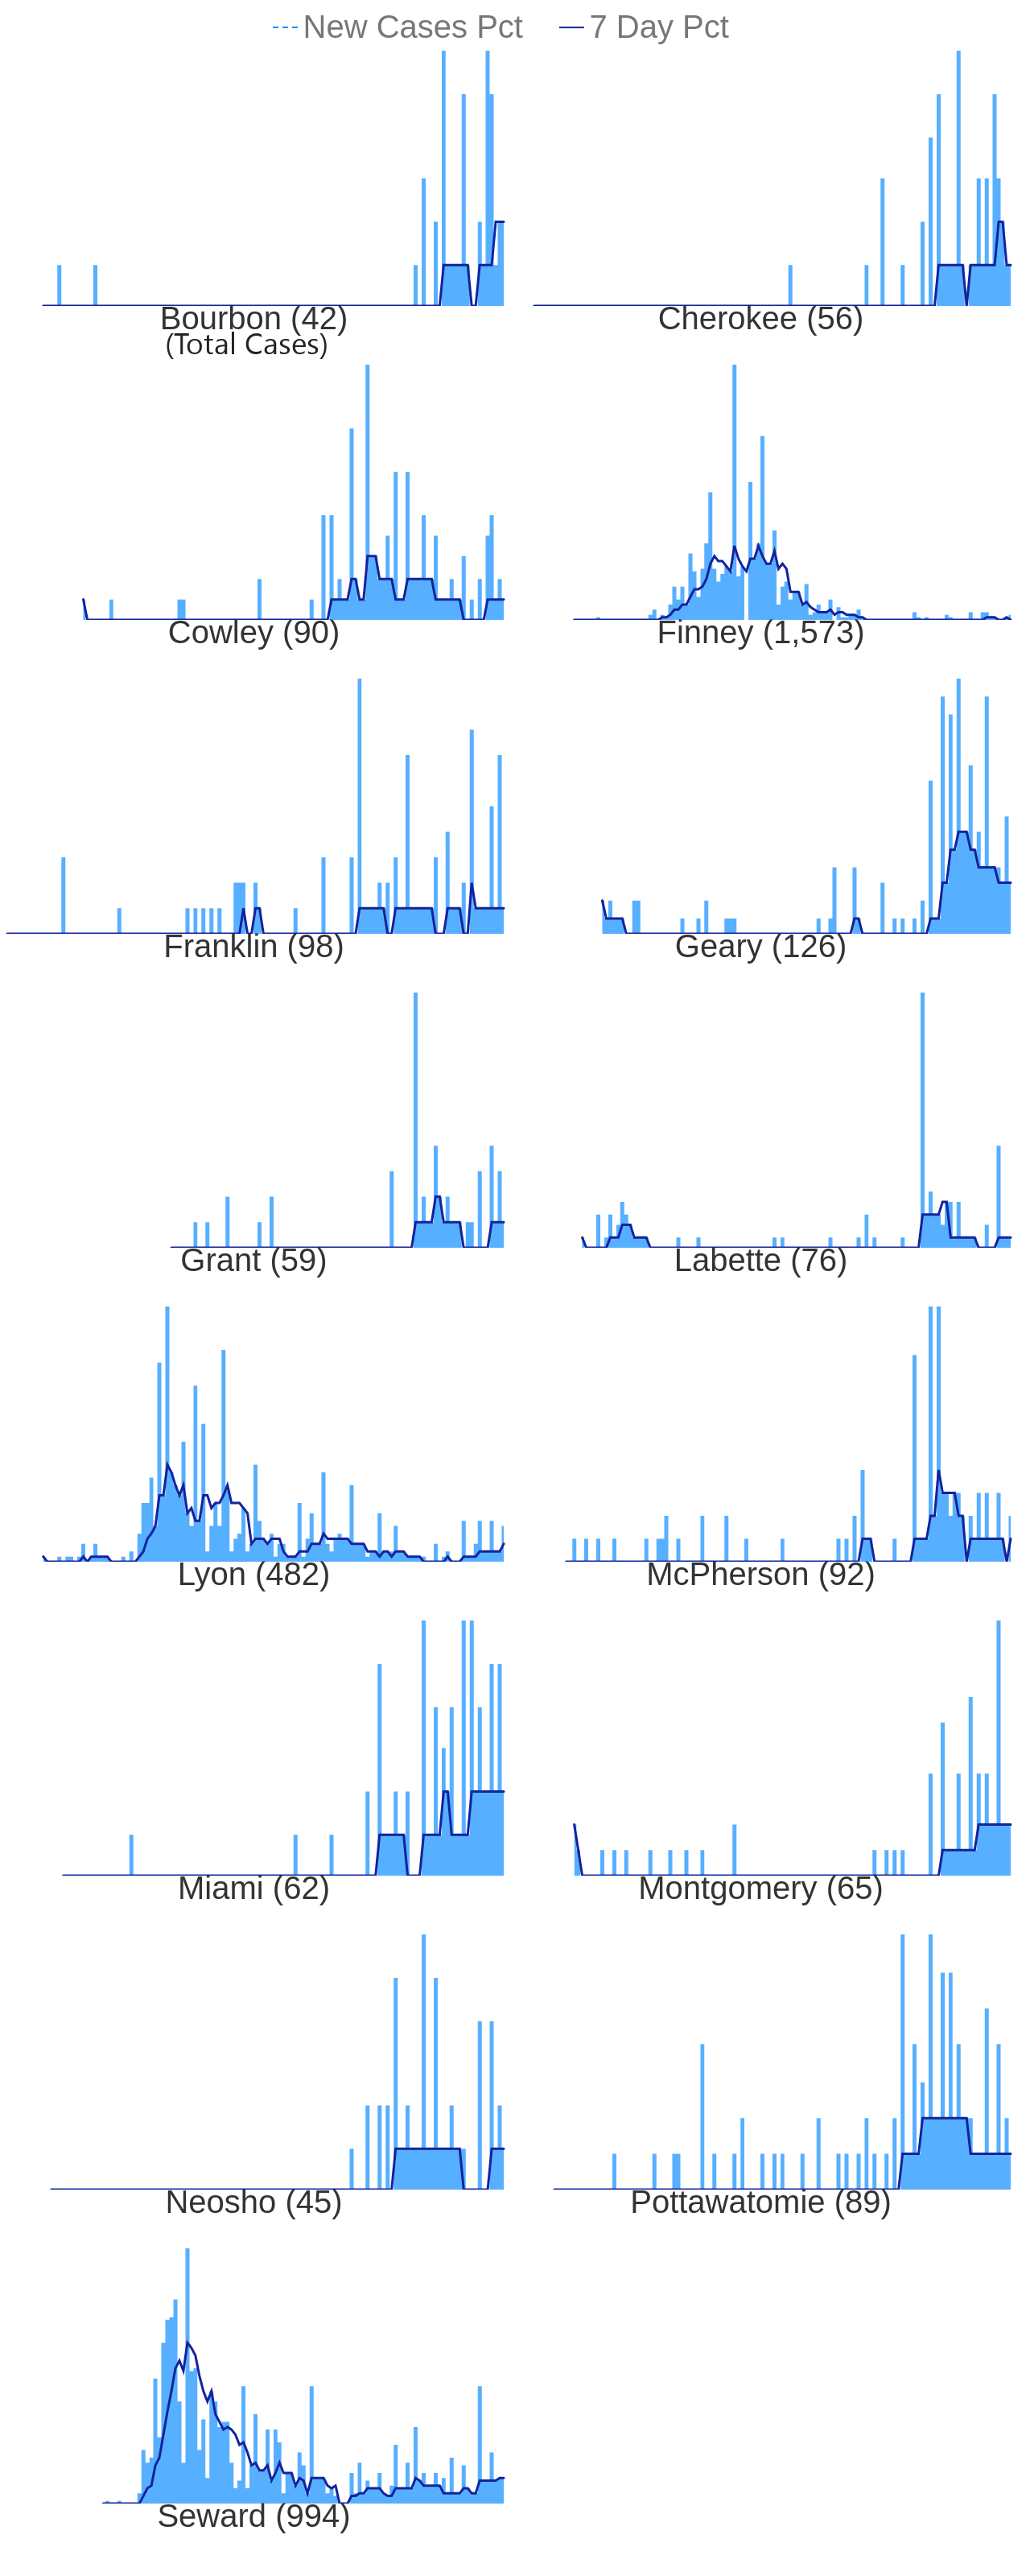 New Cases Pct 7 Day Pct
Bourbon (42) Cherokee (56)
(Total Cases)
Cowley (90) Finney (1,573)
Franklin (98) Geary (126)
Grant (59) Labette (76)
Lyon (482) McPherson (92)
Miami (62) Montgomery (65)
Neosho (45) Pottawatomie (89)
Seward (994)